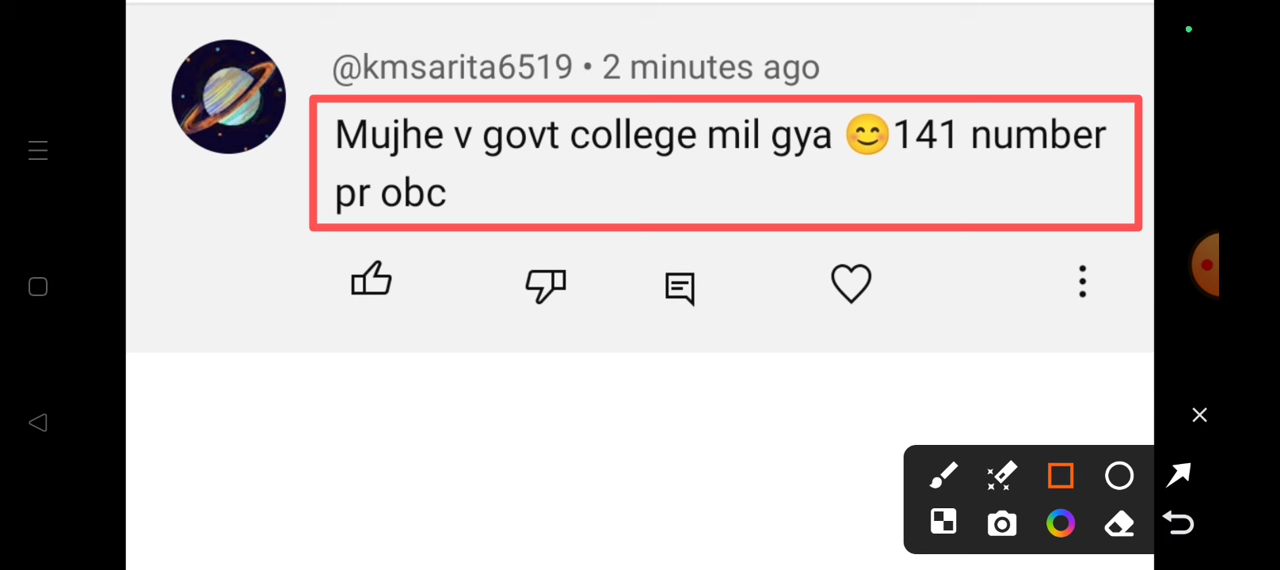 @kmsarita6519 • 2 minutes ago
Mujhe v govt college mil gya 😊141 number
pr obc